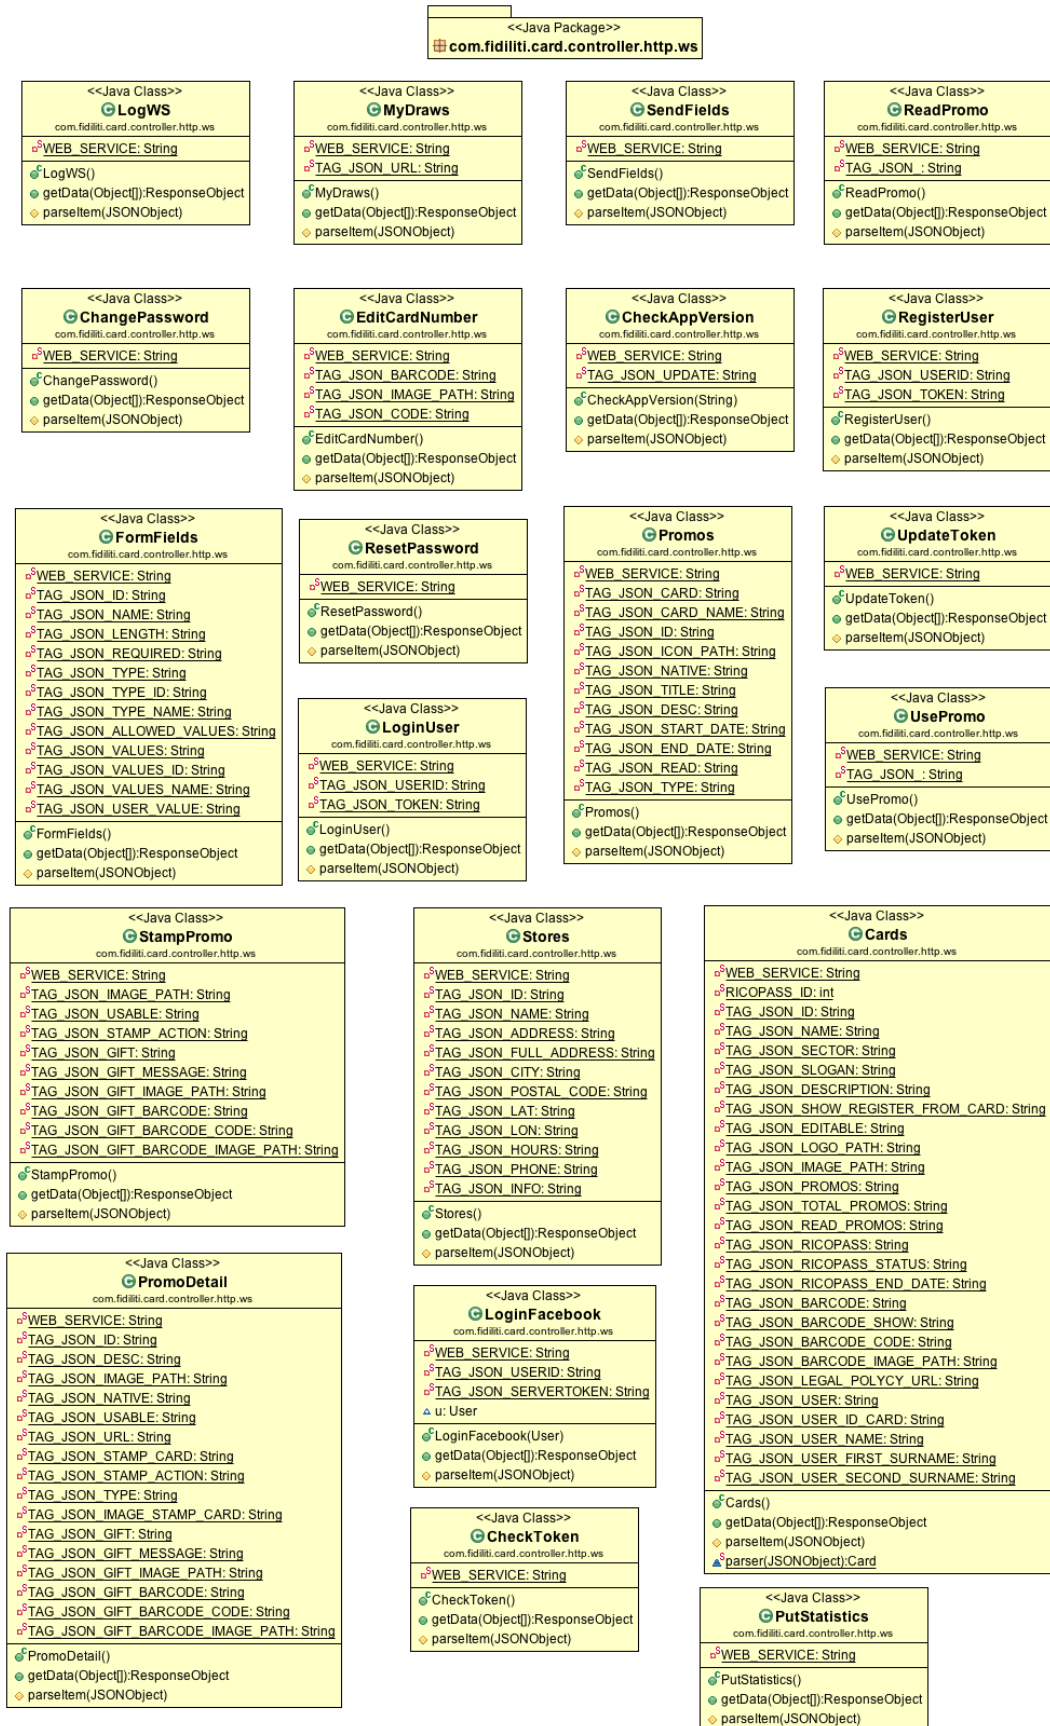 <<Java Package>>
com.fidiliti.card.controller.http.ws
<<Java Class>>
LogWS
com.fidiliti.card.controller.http.ws
WEB_SERVICE: String
LogWS()
getData(Object[]):ResponseObject
parseItem(JSONObject)
<<Java Class>>
MyDraws
com.fidiliti.card.controller.http.ws
WEB_SERVICE: String
TAG_JSON_URL: String
MyDraws()
getData(Object[]):ResponseObject
parseItem(JSONObject)
<<Java Class>>
SendFields
com.fidiliti.card.controller.http.ws
WEB_SERVICE: String
SendFields()
getData(Object[]):ResponseObject
parseItem(JSONObject)
<<Java Class>>
ReadPromo
com.fidiliti.card.controller.http.ws
WEB_SERVICE: String
TAG_JSON_: String
ReadPromo()
getData(Object[]):ResponseObject
parseItem(JSONObject)
<<Java Class>>
ChangePassword
com.fidiliti.card.controller.http.ws
WEB_SERVICE: String
ChangePassword()
getData(Object[]):ResponseObject
parseItem(JSONObject)
<<Java Class>>
EditCardNumber
com.fidiliti.card.controller.http.ws
WEB_SERVICE: String
TAG_JSON_BARCODE: String
TAG_JSON_IMAGE_PATH: String
TAG_JSON_CODE: String
EditCardNumber()
getData(Object[]):ResponseObject
parseItem(JSONObject)
<<Java Class>>
CheckAppVersion
com.fidiliti.card.controller.http.ws
WEB_SERVICE: String
TAG_JSON_UPDATE: String
CheckAppVersion(String)
getData(Object[]):ResponseObject
parseItem(JSONObject)
<<Java Class>>
RegisterUser
com.fidiliti.card.controller.http.ws
WEB_SERVICE: String
TAG_JSON_USERID: String
TAG_JSON_TOKEN: String
RegisterUser()
getData(Object[]):ResponseObject
parseItem(JSONObject)
<<Java Class>>
FormFields
com.fidiliti.card.controller.http.ws
WEB_SERVICE: String
TAG_JSON_ID: String
TAG_JSON_NAME: String
TAG_JSON_LENGTH: String
TAG_JSON_REQUIRED: String
TAG_JSON_TYPE: String
TAG_JSON_TYPE_ID: String
TAG_JSON_TYPE_NAME: String
TAG_JSON_ALLOWED_VALUES: String
TAG_JSON_VALUES: String
TAG_JSON_VALUES_ID: String
TAG_JSON_VALUES_NAME: String
TAG_JSON_USER_VALUE: String
FormFields()
getData(Object[]):ResponseObject
parseItem(JSONObject)
<<Java Class>>
ResetPassword
com.fidiliti.card.controller.http.ws
WEB_SERVICE: String
ResetPassword()
getData(Object[]):ResponseObject
parseItem(JSONObject)
<<Java Class>>
Promos
com.fidiliti.card.controller.http.ws
WEB_SERVICE: String
TAG_JSON_CARD: String
TAG_JSON_CARD_NAME: String
TAG_JSON_ID: String
TAG_JSON_ICON_PATH: String
TAG_JSON_NATIVE: String
TAG_JSON_TITLE: String
TAG_JSON_DESC: String
TAG_JSON_START_DATE: String
TAG_JSON_END_DATE: String
TAG_JSON_READ: String
TAG_JSON_TYPE: String
Promos()
getData(Object[]):ResponseObject
parseItem(JSONObject)
<<Java Class>>
UpdateToken
com.fidiliti.card.controller.http.ws
WEB_SERVICE: String
UpdateToken()
getData(Object[]):ResponseObject
parseItem(JSONObject)
<<Java Class>>
LoginUser
com.fidiliti.card.controller.http.ws
WEB_SERVICE: String
TAG_JSON_USERID: String
TAG_JSON_TOKEN: String
LoginUser()
getData(Object[]):ResponseObject
parseItem(JSONObject)
<<Java Class>>
UsePromo
com.fidiliti.card.controller.http.ws
WEB_SERVICE: String
TAG_JSON_: String
UsePromo()
getData(Object[]):ResponseObject
parseItem(JSONObject)
<<Java Class>>
StampPromo
com.fidiliti.card.controller.http.ws
WEB_SERVICE: String
TAG_JSON_IMAGE_PATH: String
TAG_JSON_USABLE: String
TAG_JSON_STAMP_ACTION: String
TAG_JSON_GIFT: String
TAG_JSON_GIFT_MESSAGE: String
TAG_JSON_GIFT_IMAGE_PATH: String
TAG_JSON_GIFT_BARCODE: String
TAG_JSON_GIFT_BARCODE_CODE: String
TAG_JSON_GIFT_BARCODE_IMAGE_PATH: String
StampPromo()
getData(Object[]):ResponseObject
parseItem(JSONObject)
<<Java Class>>
Stores
com.fidiliti.card.controller.http.ws
WEB_SERVICE: String
TAG_JSON_ID: String
TAG_JSON_NAME: String
TAG_JSON_ADDRESS: String
TAG_JSON_FULL_ADDRESS: String
TAG_JSON_CITY: String
TAG_JSON_POSTAL_CODE: String
TAG_JSON_LAT: String
TAG_JSON_LON: String
TAG_JSON_HOURS: String
TAG_JSON_PHONE: String
TAG_JSON_INFO: String
Stores()
getData(Object[]):ResponseObject
parseItem(JSONObject)
<<Java Class>>
Cards
com.fidiliti.card.controller.http.ws
WEB_SERVICE: String
RICOPASS_ID: int
TAG_JSON_ID: String
TAG_JSON_NAME: String
TAG_JSON_SECTOR: String
TAG_JSON_SLOGAN: String
TAG_JSON_DESCRIPTION: String
TAG_JSON_SHOW_REGISTER_FROM_CARD: String
TAG_JSON_EDITABLE: String
TAG_JSON_LOGO_PATH: String
TAG_JSON_IMAGE_PATH: String
TAG_JSON_PROMOS: String
TAG_JSON_TOTAL_PROMOS: String
TAG_JSON_READ_PROMOS: String
TAG_JSON_RICOPASS: String
TAG_JSON_RICOPASS_STATUS: String
TAG_JSON_RICOPASS_END_DATE: String
TAG_JSON_BARCODE: String
TAG_JSON_BARCODE_SHOW: String
TAG_JSON_BARCODE_CODE: String
TAG_JSON_BARCODE_IMAGE_PATH: String
TAG_JSON_LEGAL_POLYCY_URL: String
TAG_JSON_USER: String
TAG_JSON_USER_ID_CARD: String
TAG_JSON_USER_NAME: String
TAG_JSON_USER_FIRST_SURNAME: String
TAG_JSON_USER_SECOND_SURNAME: String
Cards()
getData(Object[]):ResponseObject
parseItem(JSONObject)
parser(JSONObject):Card
<<Java Class>>
PromoDetail
com.fidiliti.card.controller.http.ws
WEB_SERVICE: String
TAG_JSON_ID: String
TAG_JSON_DESC: String
TAG_JSON_IMAGE_PATH: String
TAG_JSON_NATIVE: String
TAG_JSON_USABLE: String
TAG_JSON_URL: String
TAG_JSON_STAMP_CARD: String
TAG_JSON_STAMP_ACTION: String
TAG_JSON_TYPE: String
TAG_JSON_IMAGE_STAMP_CARD: String
TAG_JSON_GIFT: String
TAG_JSON_GIFT_MESSAGE: String
TAG_JSON_GIFT_IMAGE_PATH: String
TAG_JSON_GIFT_BARCODE: String
TAG_JSON_GIFT_BARCODE_CODE: String
TAG_JSON_GIFT_BARCODE_IMAGE_PATH: String
PromoDetail()
getData(Object[]):ResponseObject
parseItem(JSONObject)
<<Java Class>>
LoginFacebook
com.fidiliti.card.controller.http.ws
WEB_SERVICE: String
TAG_JSON_USERID: String
TAG_JSON_SERVERTOKEN: String
u: User
LoginFacebook(User)
getData(Object[]):ResponseObject
parseItem(JSONObject)
<<Java Class>>
CheckToken
com.fidiliti.card.controller.http.ws
WEB_SERVICE: String
CheckToken()
getData(Object[]):ResponseObject
parseItem(JSONObject)
<<Java Class>>
PutStatistics
com.fidiliti.card.controller.http.ws
WEB_SERVICE: String
PutStatistics()
getData(Object[]):ResponseObject
parseItem(JSONObject)